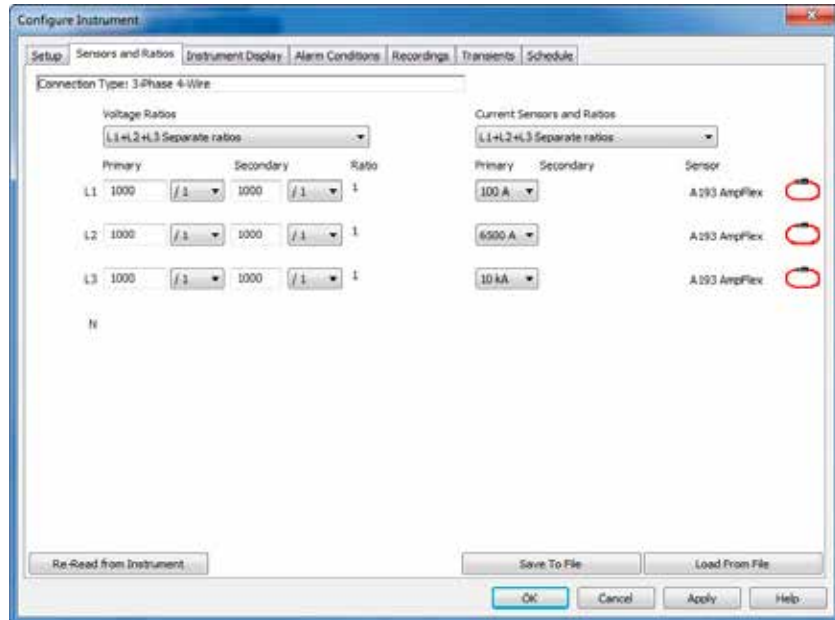 Configure Instrument
Setup Sensors and Ratios Instrument Display Alarm Conditions Recordings Transients Schedule
Connection Type: 3-Phase 4-Wire
Voltage Ratios Current Sensors and Ratios
L1+L2+L3 Separate ratios L1+L2+L3 Separate ratios
Primary Secondary Ratio Primary Secondary Sensor
L1 1000 / 1 1000 / 1 1 100 A A193 AmpFlex
L2 1000 / 1 1000 / 1 1 6500 A A193 AmpFlex
L3 1000 / 1 1000 / 1 1 10 kA A193 AmpFlex
N
Re-Read from Instrument Save To File Load From File
OK Cancel Apply Help